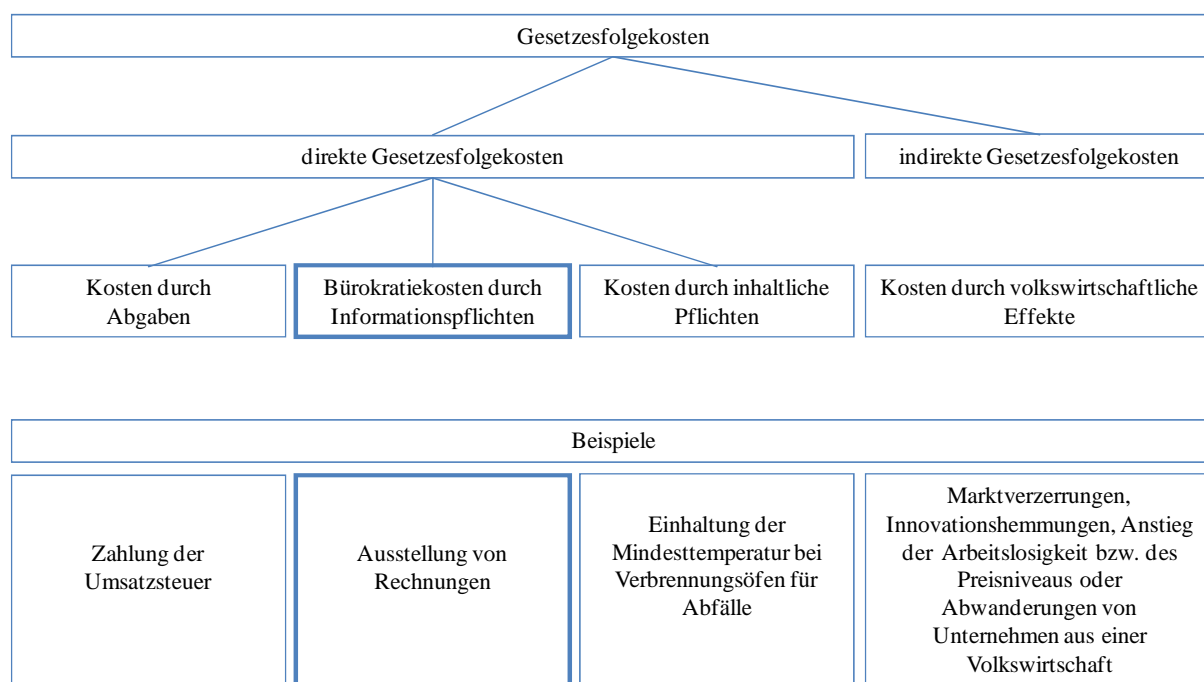 Gesetzesfolgekosten
direkte Gesetzesfolgekosten
indirekte Gesetzesfolgekosten
Kosten durch
Abgaben
Bürokratiekosten durch
Informationspflichten
Kosten durch inhaltliche
Pflichten
Kosten durch volkswirtschaftliche
Effekte
Beispiele
Zahlung der
Umsatzsteuer
Ausstellung von
Rechnungen
Einhaltung der
Mindesttemperatur bei
Verbrennungsöfen für
Abfälle
Marktverzerrungen,
Innovationshemmungen, Anstieg
der Arbeitslosigkeit bzw. des
Preisniveaus oder
Abwanderungen von
Unternehmen aus einer
Volkswirtschaft